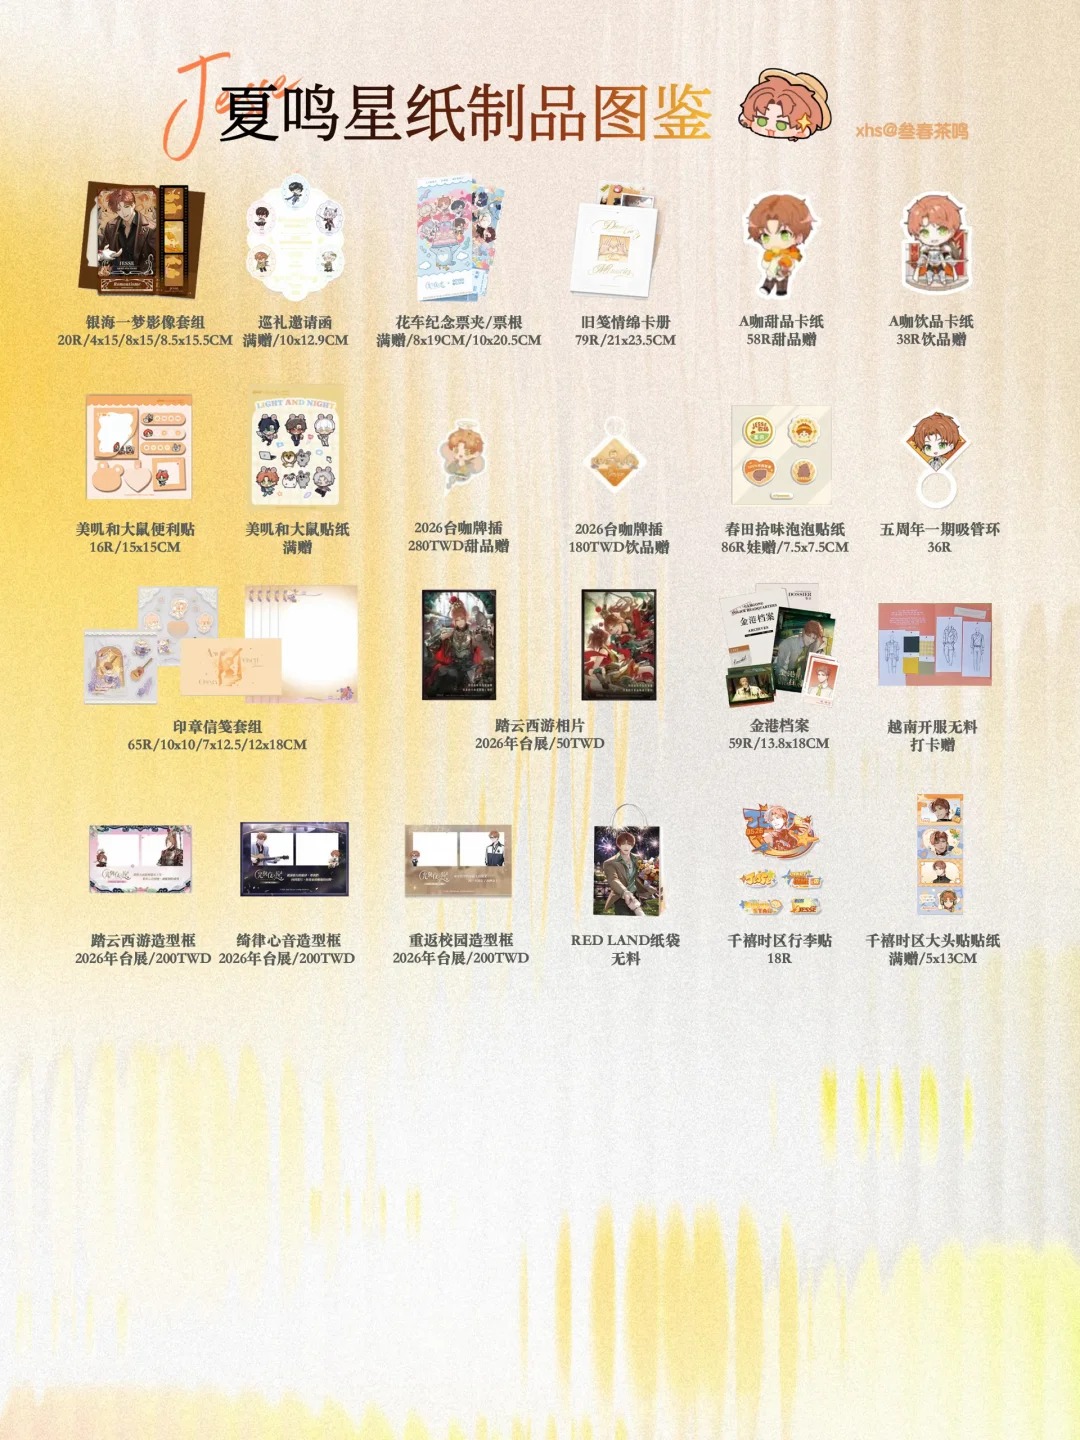 Jesse
夏鸣星纸制品图鉴
xhs@叁春茶鸣
银海一梦影像套组
20R/4x15/8x15/8.5x15.5CM
巡礼邀请函
满赠/10x12.9CM
花车纪念票夹/票根
满赠/8x19CM/10x20.5CM
旧笺情绵卡册
79R/21x23.5CM
A咖甜品卡纸
58R甜品赠
A咖饮品卡纸
38R饮品赠
LIGHT AND NIGHT
美叽和大鼠便利贴
16R/15x15CM
美叽和大鼠贴纸
满赠
2026台咖牌插
280TWD甜品赠
2026台咖牌插
180TWD饮品赠
春田拾味泡泡贴纸
86R娃赠/7.5x7.5CM
五周年一期吸管环
36R
DOSSIER
金港档案
ARCHIVES
印章信笺套组
65R/10x10/7x12.5/12x18CM
踏云西游相片
2026年台展/50TWD
金港档案
59R/13.8x18CM
越南开服无料
打卡赠
踏云西游造型框
2026年台展/200TWD
绮律心音造型框
2026年台展/200TWD
重返校园造型框
2026年台展/200TWD
RED LAND纸袋
无料
千禧时区行李贴
18R
千禧时区大头贴贴纸
满赠/5x13CM